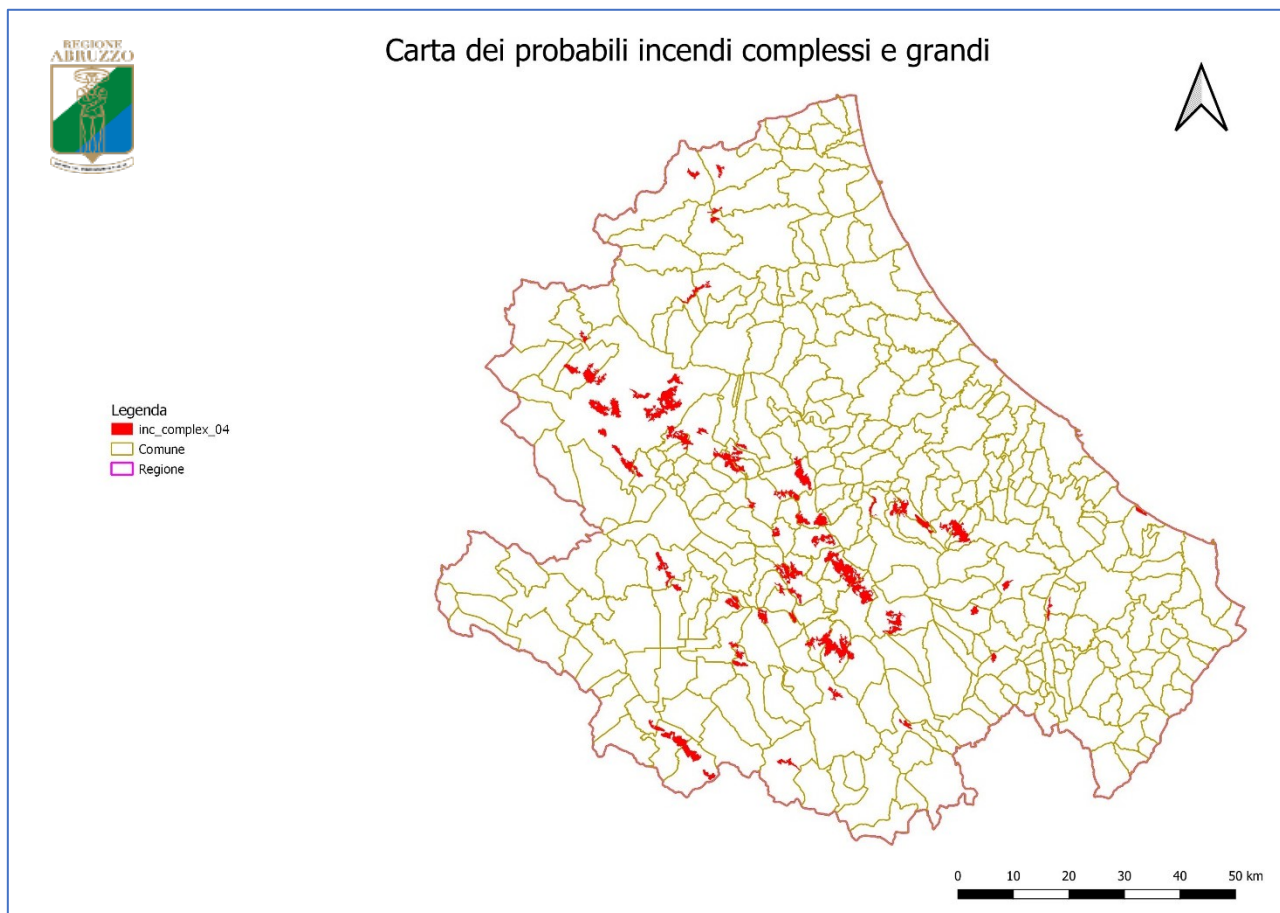 REGIONE
ABRUZZO
Carta dei probabili incendi complessi e grandi
Legenda
inc_complex_04
Comune
Regione
0 10 20 30 40 50 km